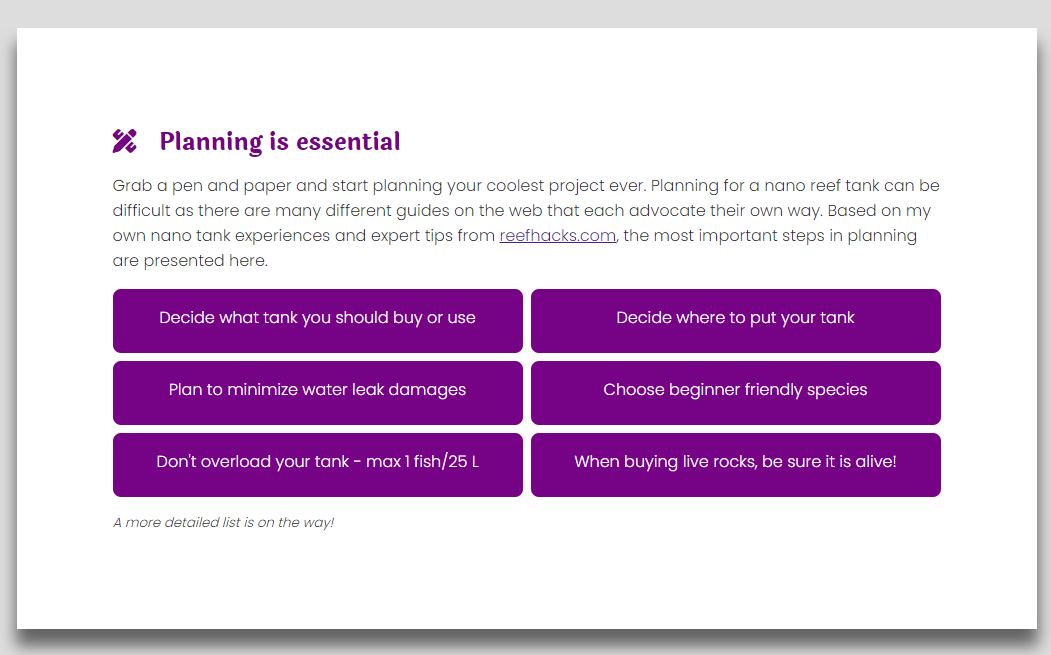 Planning is essential
Grab a pen and paper and start planning your coolest project ever. Planning for a nano reef tank can be
difficult as there are many different guides on the web that each advocate their own way. Based on my
own nano tank experiences and expert tips from reefhacks.com, the most important steps in planning
are presented here.
Decide what tank you should buy or use
Decide where to put your tank
Plan to minimize water leak damages
Choose beginner friendly species
Don't overload your tank - max 1 fish/25 L
When buying live rocks, be sure it is alive!
A more detailed list is on the way!